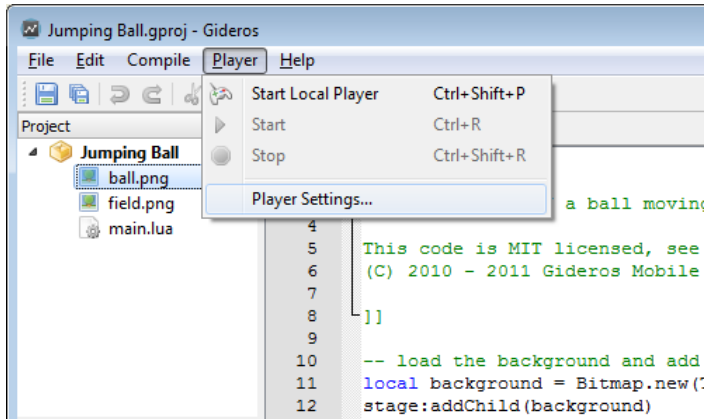 Jumping Ball.gproj - Gideros
File Edit Compile Player Help
Start Local Player Ctrl+Shift+P
Start Ctrl+R
Stop Ctrl+Shift+R
Player Settings...
Project
Jumping Ball
ball.png
field.png
main.lua
a ball moving
4
5 This code is MIT licensed, see
6 (C) 2010 - 2011 Gideros Mobile
7
8 ]]
9
10 -- load the background and add
11 local background = Bitmap.new(
12 stage:addChild(background)